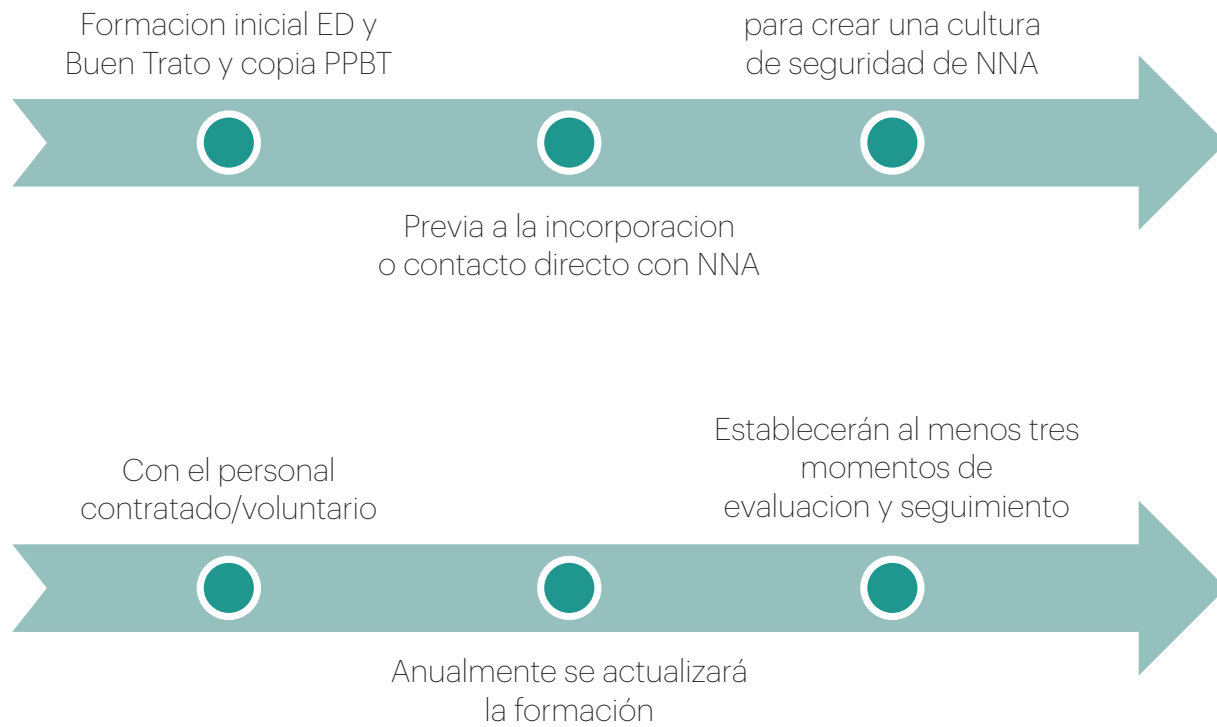 Formacion inicial ED y
Buen Trato y copia PPBT
para crear una cultura
de seguridad de NNA
Previa a la incorporacion
o contacto directo con NNA
Con el personal
contratado/voluntario
Establecerán al menos tres
momentos de
evaluacion y seguimiento
Anualmente se actualizará
la formación